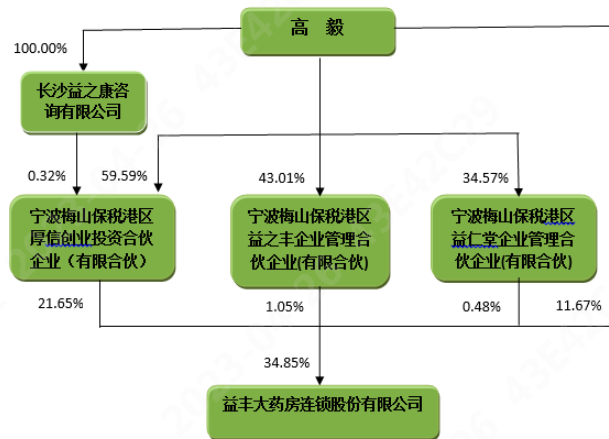 高 毅
100.00%
长沙益之康咨
询有限公司
0.32%
59.59%
43.01%
34.57%
宁波梅山保税港区
厚信创业投资合伙
企业（有限合伙）
宁波梅山保税港区
益之丰企业管理合
伙企业(有限合伙)
宁波梅山保税港区
益仁堂企业管理合
伙企业(有限合伙)
21.65%
1.05%
0.48%
11.67%
34.85%
益丰大药房连锁股份有限公司